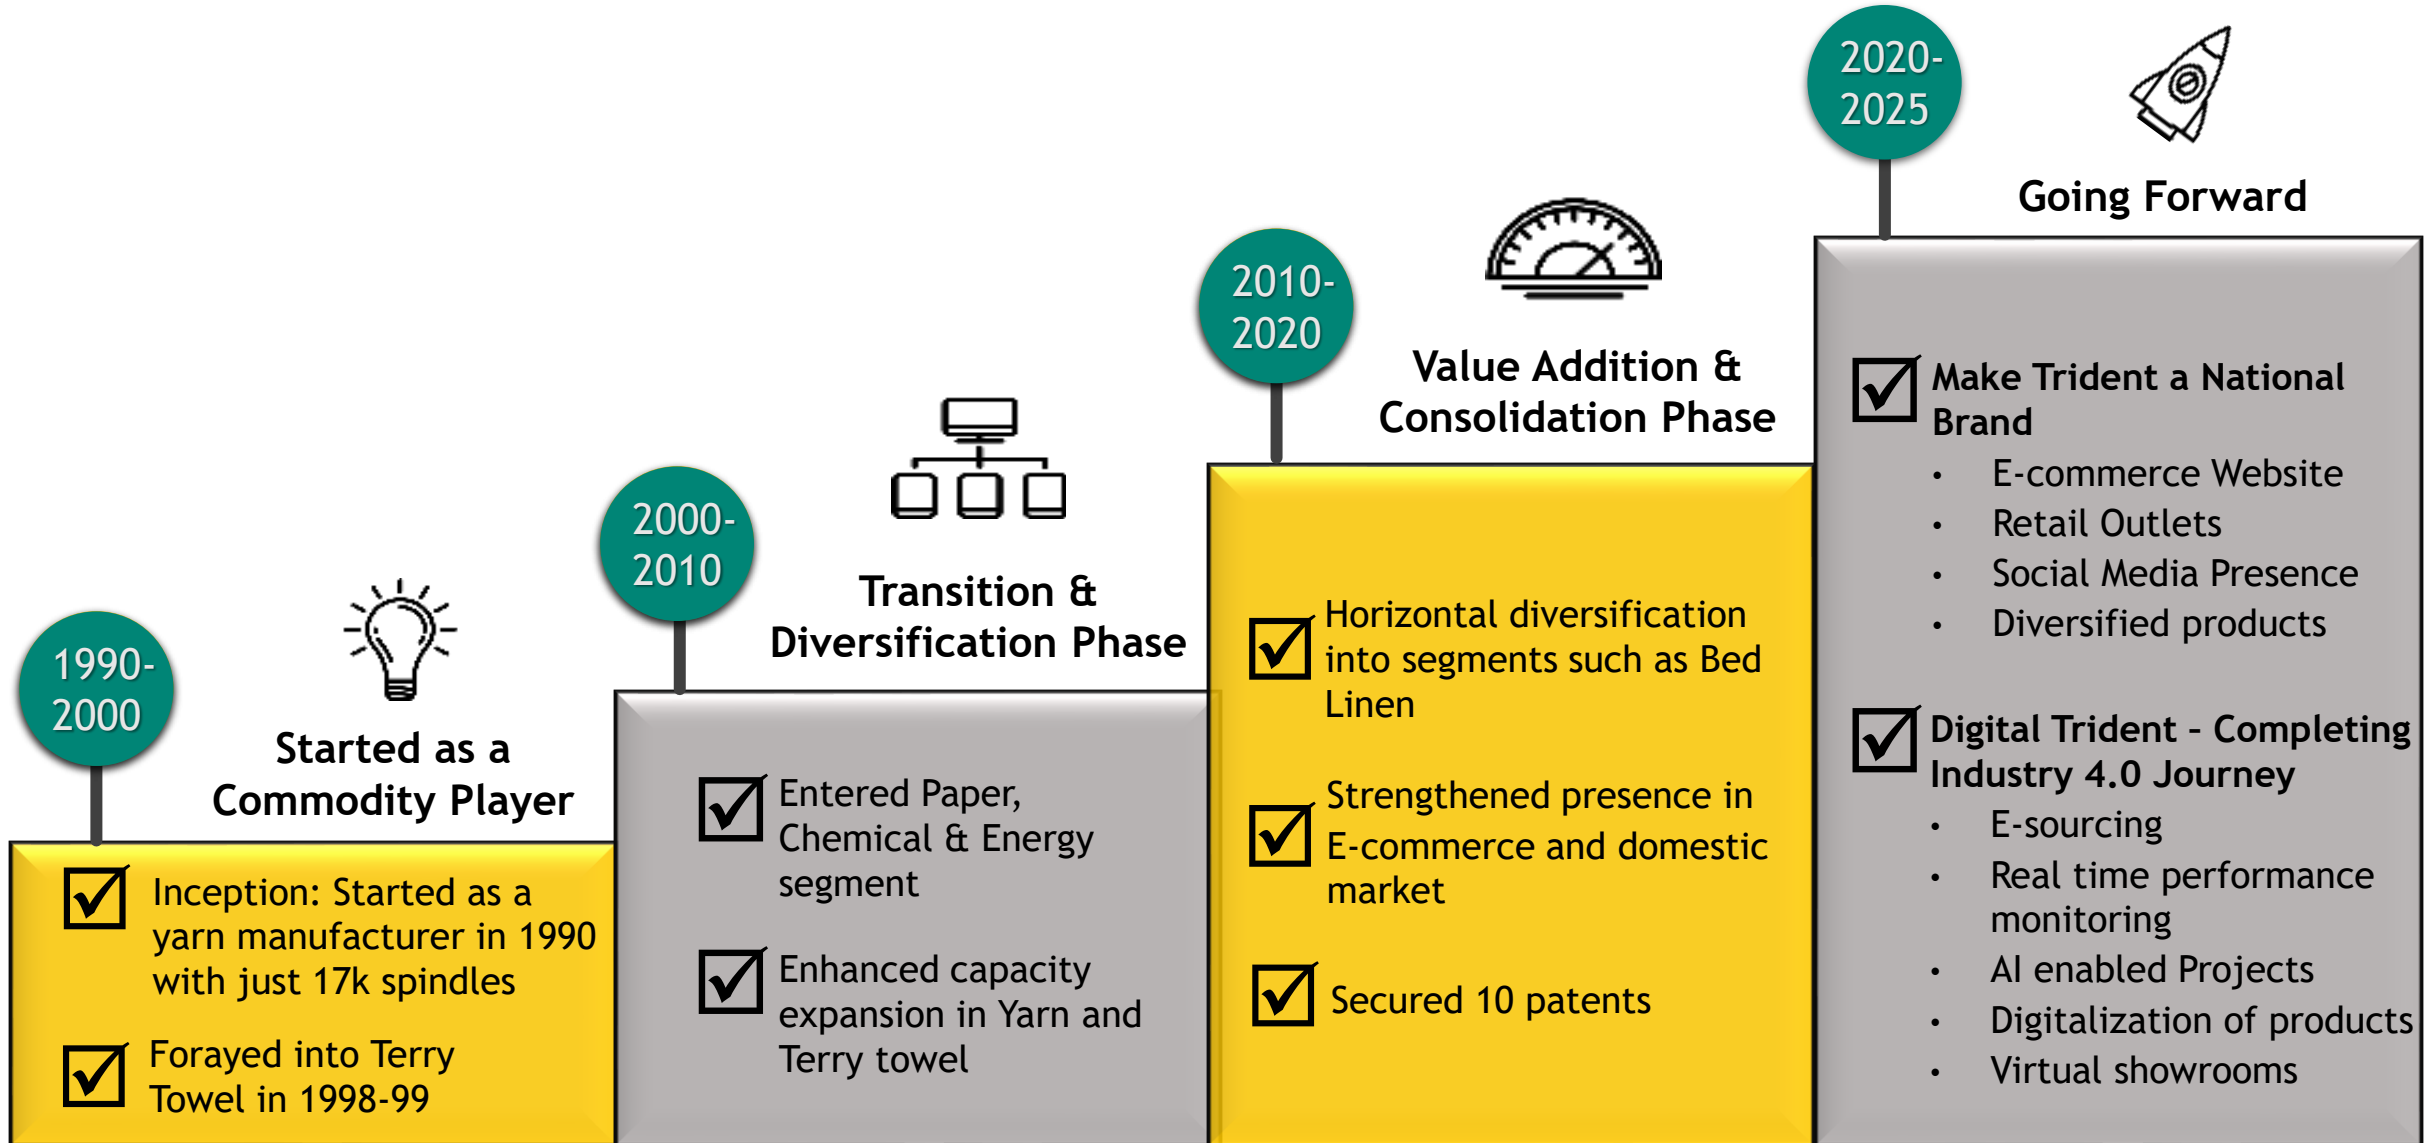 1990-
2000
Started as a
Commodity Player
Inception: Started as a
yarn manufacturer in 1990
with just 17k spindles
Forayed into Terry
Towel in 1998-99
2000-
2010
Transition &
Diversification Phase
Entered Paper,
Chemical & Energy
segment
Enhanced capacity
expansion in Yarn and
Terry towel
2010-
2020
Value Addition &
Consolidation Phase
Horizontal diversification
into segments such as Bed
Linen
Strengthened presence in
E-commerce and domestic
market
Secured 10 patents
2020-
2025
Going Forward
Make Trident a National
Brand
• E-commerce Website
• Retail Outlets
• Social Media Presence
• Diversified products
Digital Trident – Completing
Industry 4.0 Journey
• E-sourcing
• Real time performance
monitoring
• AI enabled Projects
• Digitalization of products
• Virtual showrooms